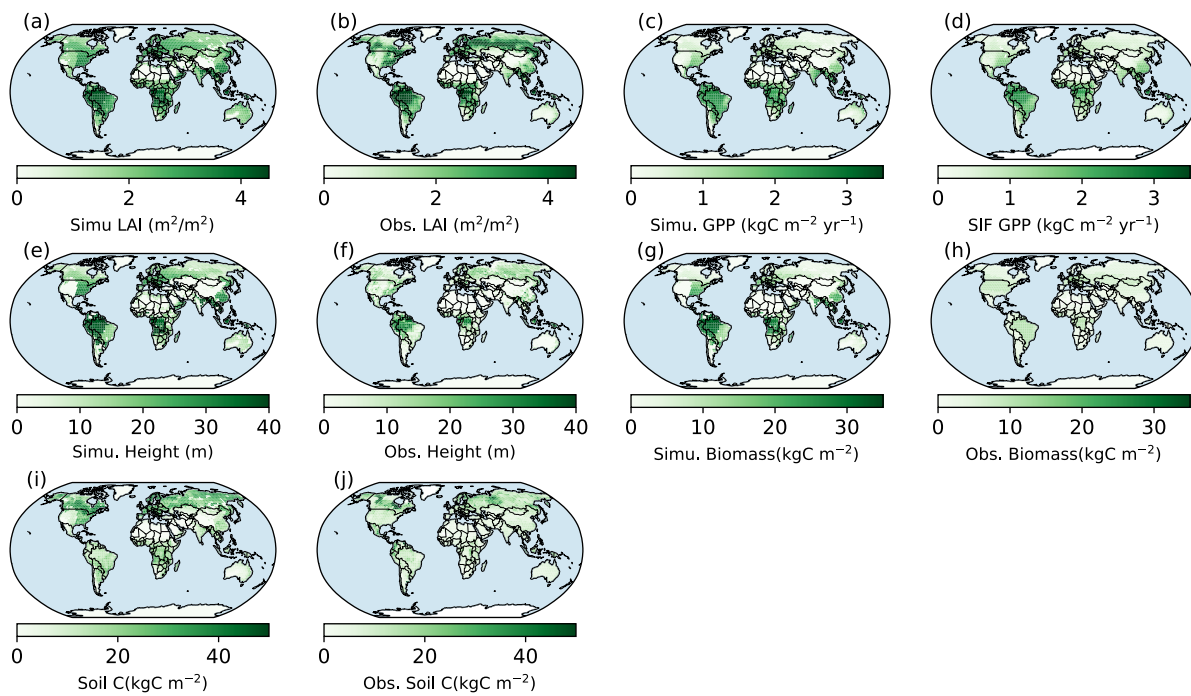 (a) (b) (c) (d)
0 2 4 0 2 4 0 1 2 3 0 1 2 3
Simu LAI (m²/m²) Obs. LAI (m²/m²) Simu. GPP (kgC m⁻² yr⁻¹) SIF GPP (kgC m⁻² yr⁻¹)
(e) (f) (g) (h)
0 10 20 30 40 0 10 20 30 40 0 10 20 30 0 10 20 30
Simu. Height (m) Obs. Height (m) Simu. Biomass(kgC m⁻²) Obs. Biomass(kgC m⁻²)
(i) (j)
0 20 40 0 20 40
Soil C(kgC m⁻²) Obs. Soil C(kgC m⁻²)